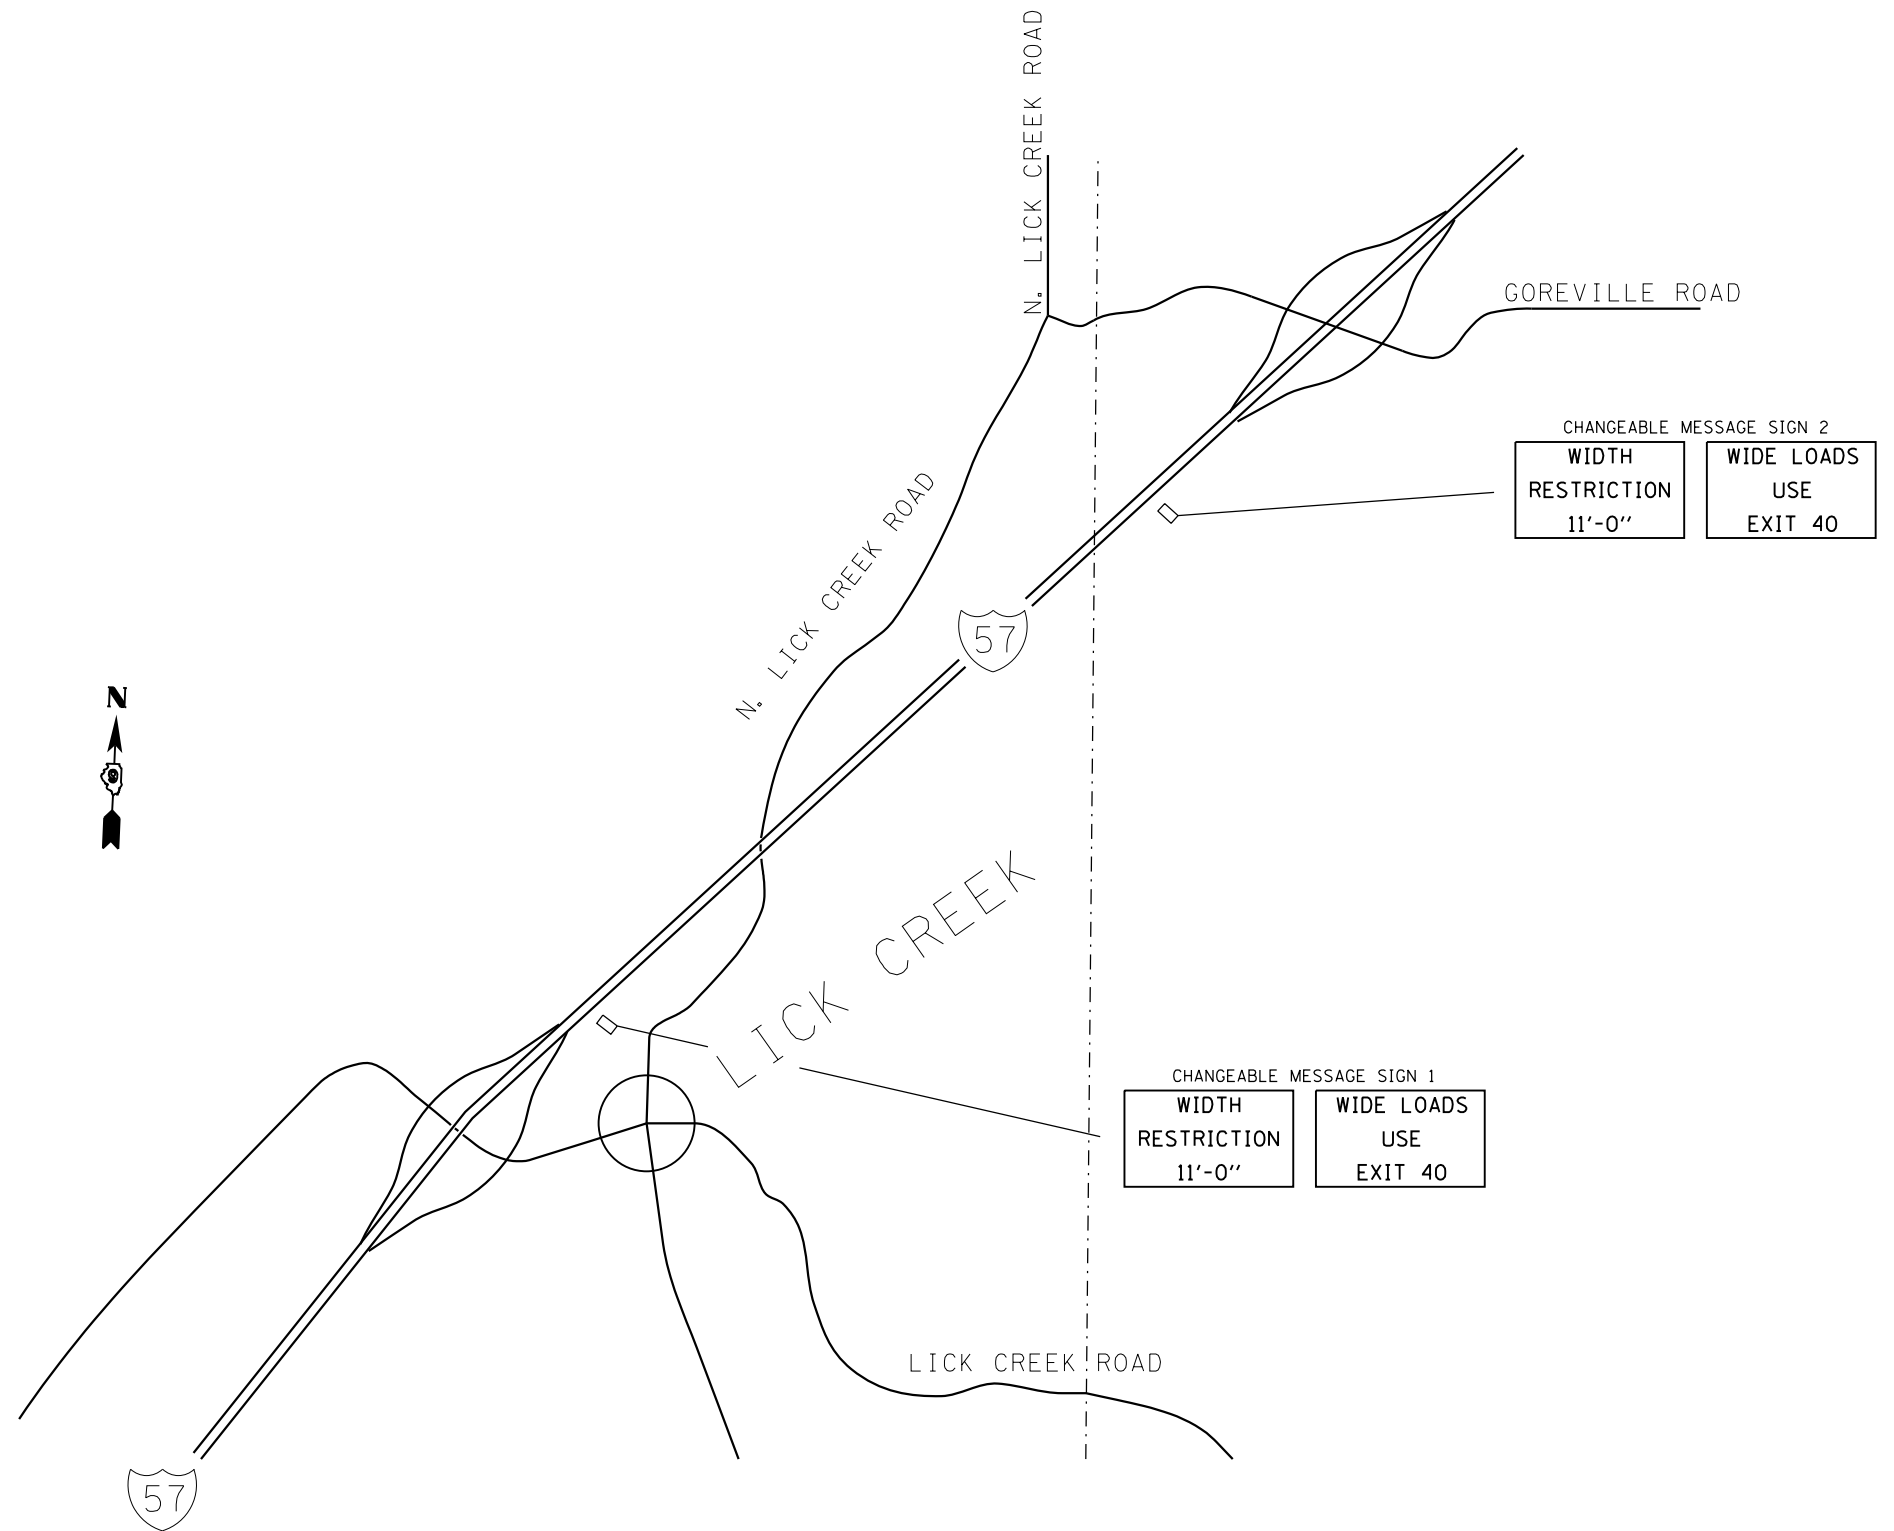 N. LICK CREEK ROAD
GOREVILLE ROAD
CHANGEABLE MESSAGE SIGN 2
WIDTH
RESTRICTION
11'-0''
WIDE LOADS
USE
EXIT 40
N. LICK CREEK ROAD
57
N
9
LICK CREEK
CHANGEABLE MESSAGE SIGN 1
WIDTH
RESTRICTION
11'-0''
WIDE LOADS
USE
EXIT 40
LICK CREEK ROAD
57